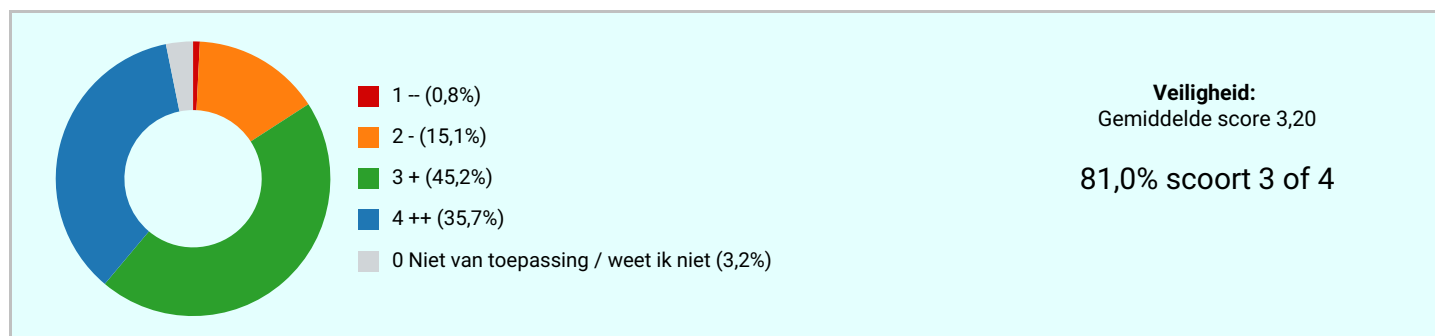 1 -- (0,8%)
2 - (15,1%)
3 + (45,2%)
4 ++ (35,7%)
0 Niet van toepassing / weet ik niet (3,2%)
Veiligheid:
Gemiddelde score 3,20
81,0% scoort 3 of 4